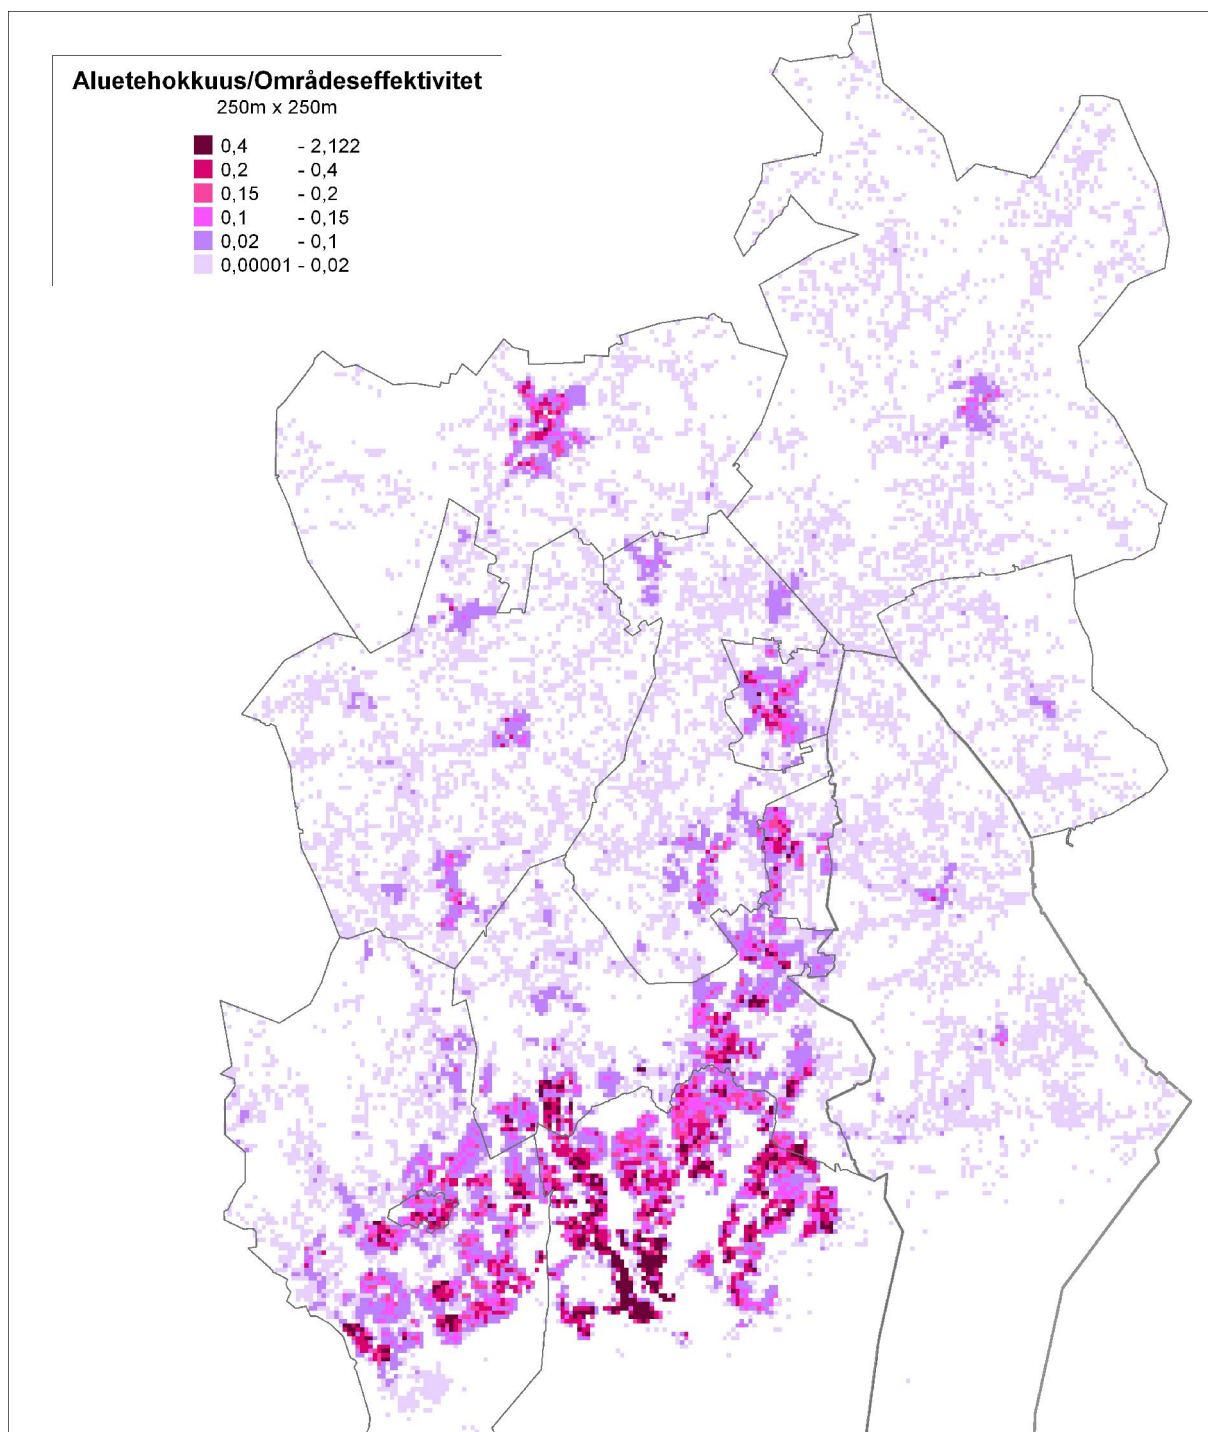 Aluetehokkuus/Områdeseffektivitet
250m x 250m
0,4 - 2,122
0,2 - 0,4
0,15 - 0,2
0,1 - 0,15
0,02 - 0,1
0,00001 - 0,02